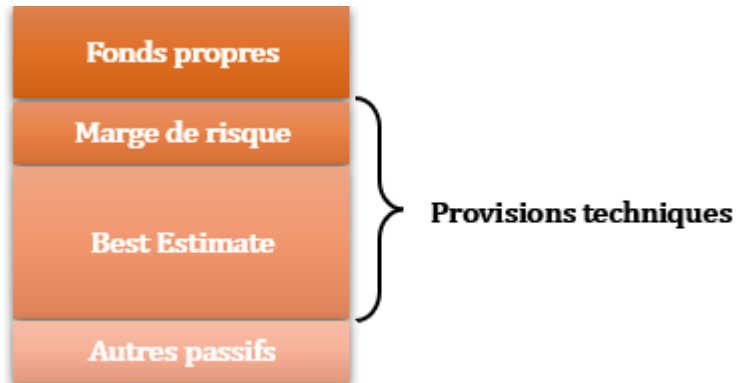 Fonds propres
Marge de risque
Best Estimate
Provisions techniques
Autres passifs